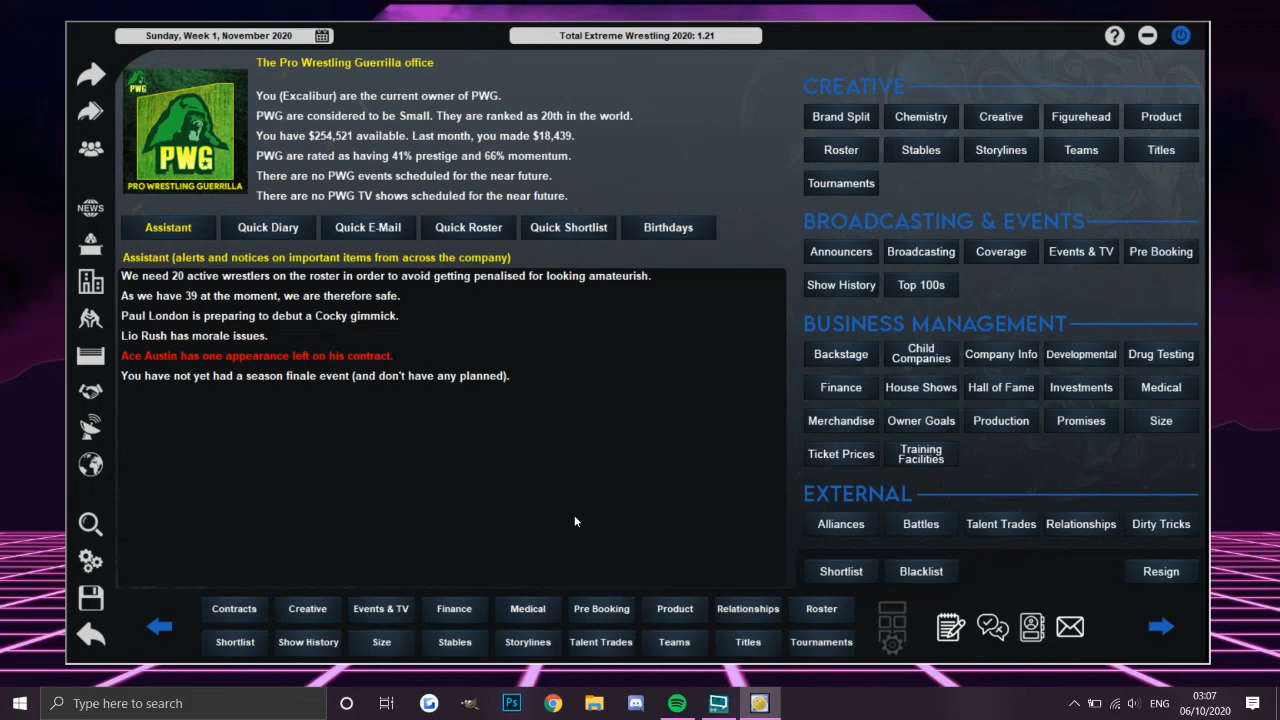 Sunday, Week 1, November 2020
Total Extreme Wrestling 2020: 1.21
?
The Pro Wrestling Guerrilla office
PWG
PWG
PRO WRESTLING GUERRILLA
You (Excalibur) are the current owner of PWG.
PWG are considered to be Small. They are ranked as 20th in the world.
You have $254,521 available. Last month, you made $18,439.
PWG are rated as having 41% prestige and 66% momentum.
There are no PWG events scheduled for the near future.
There are no PWG TV shows scheduled for the near future.
Assistant Quick Diary Quick E-Mail Quick Roster Quick Shortlist Birthdays
Assistant (alerts and notices on important items from across the company)
We need 20 active wrestlers on the roster in order to avoid getting penalised for looking amateurish.
As we have 39 at the moment, we are therefore safe.
Paul London is preparing to debut a Cocky gimmick.
Lio Rush has morale issues.
Ace Austin has one appearance left on his contract.
You have not yet had a season finale event (and don't have any planned).
NEWS
CREATIVE
Brand Split Chemistry Creative Figurehead Product
Roster Stables Storylines Teams Titles
Tournaments
BROADCASTING & EVENTS
Announcers Broadcasting Coverage Events & TV Pre Booking
Show History Top 100s
BUSINESS MANAGEMENT
Backstage Child Companies Company Info Developmental Drug Testing
Finance House Shows Hall of Fame Investments Medical
Merchandise Owner Goals Production Promises Size
Ticket Prices Training Facilities
EXTERNAL
Alliances Battles Talent Trades Relationships Dirty Tricks
Shortlist Blacklist Resign
Contracts Creative Events & TV Finance Medical Pre Booking Product Relationships Roster
Shortlist Show History Size Stables Storylines Talent Trades Teams Titles Tournaments
Type here to search
Ps
ENG
03:07
06/10/2020